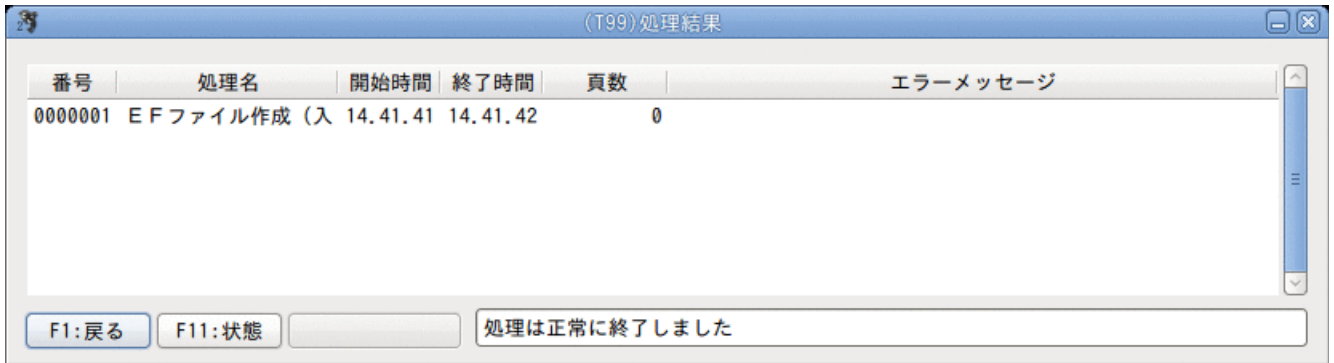 (T99)処理結果
番号 処理名 開始時間 終了時間 頁数 エラーメッセージ
0000001 ＥＦファイル作成（入 14.41.41 14.41.42 0
F1:戻る F11:状態 処理は正常に終了しました